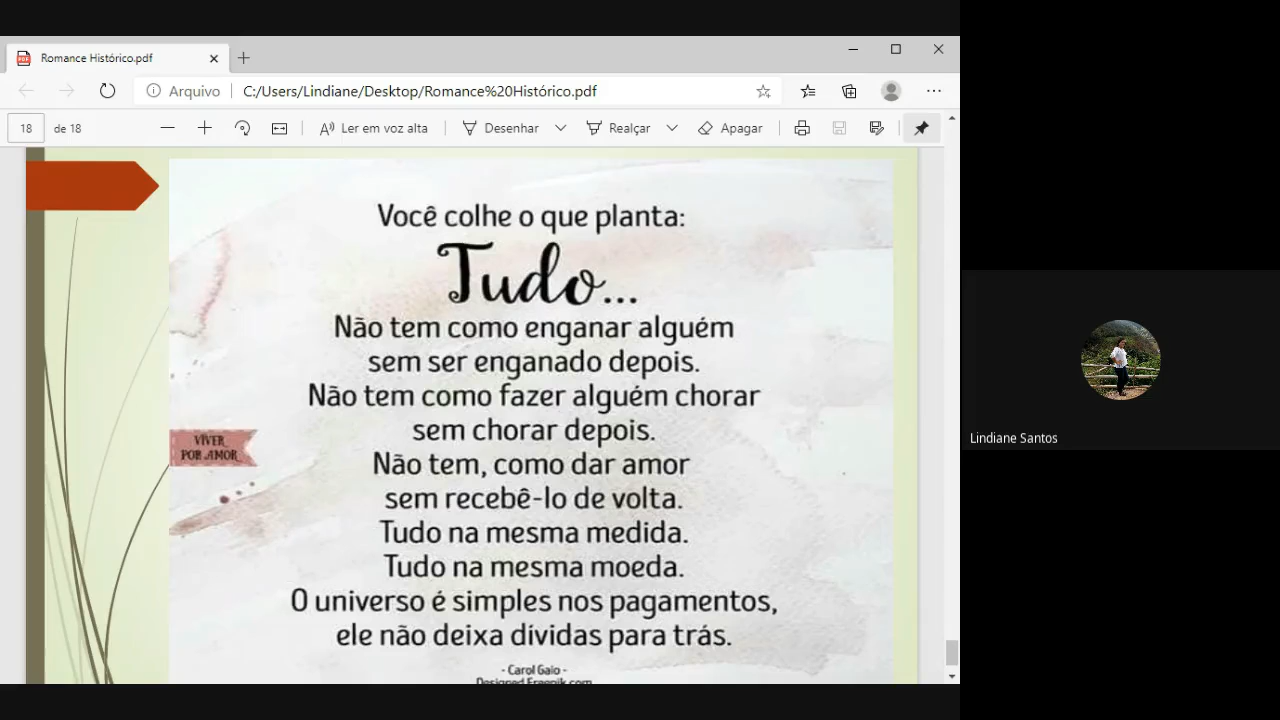 Romance Histórico.pdf
Arquivo C:/Users/Lindiane/Desktop/Romance%20Histórico.pdf
18 de 18 Ler em voz alta Desenhar Realçar Apagar
Você colhe o que planta:
Tudo...
Não tem como enganar alguém
sem ser enganado depois.
Não tem como fazer alguém chorar
sem chorar depois.
VIVER
POR AMOR
Não tem, como dar amor
sem recebê-lo de volta.
Tudo na mesma medida.
Tudo na mesma moeda.
O universo é simples nos pagamentos,
ele não deixa dívidas para trás.
- Carol Gaio -
Designed Freepik.com
Lindiane Santos